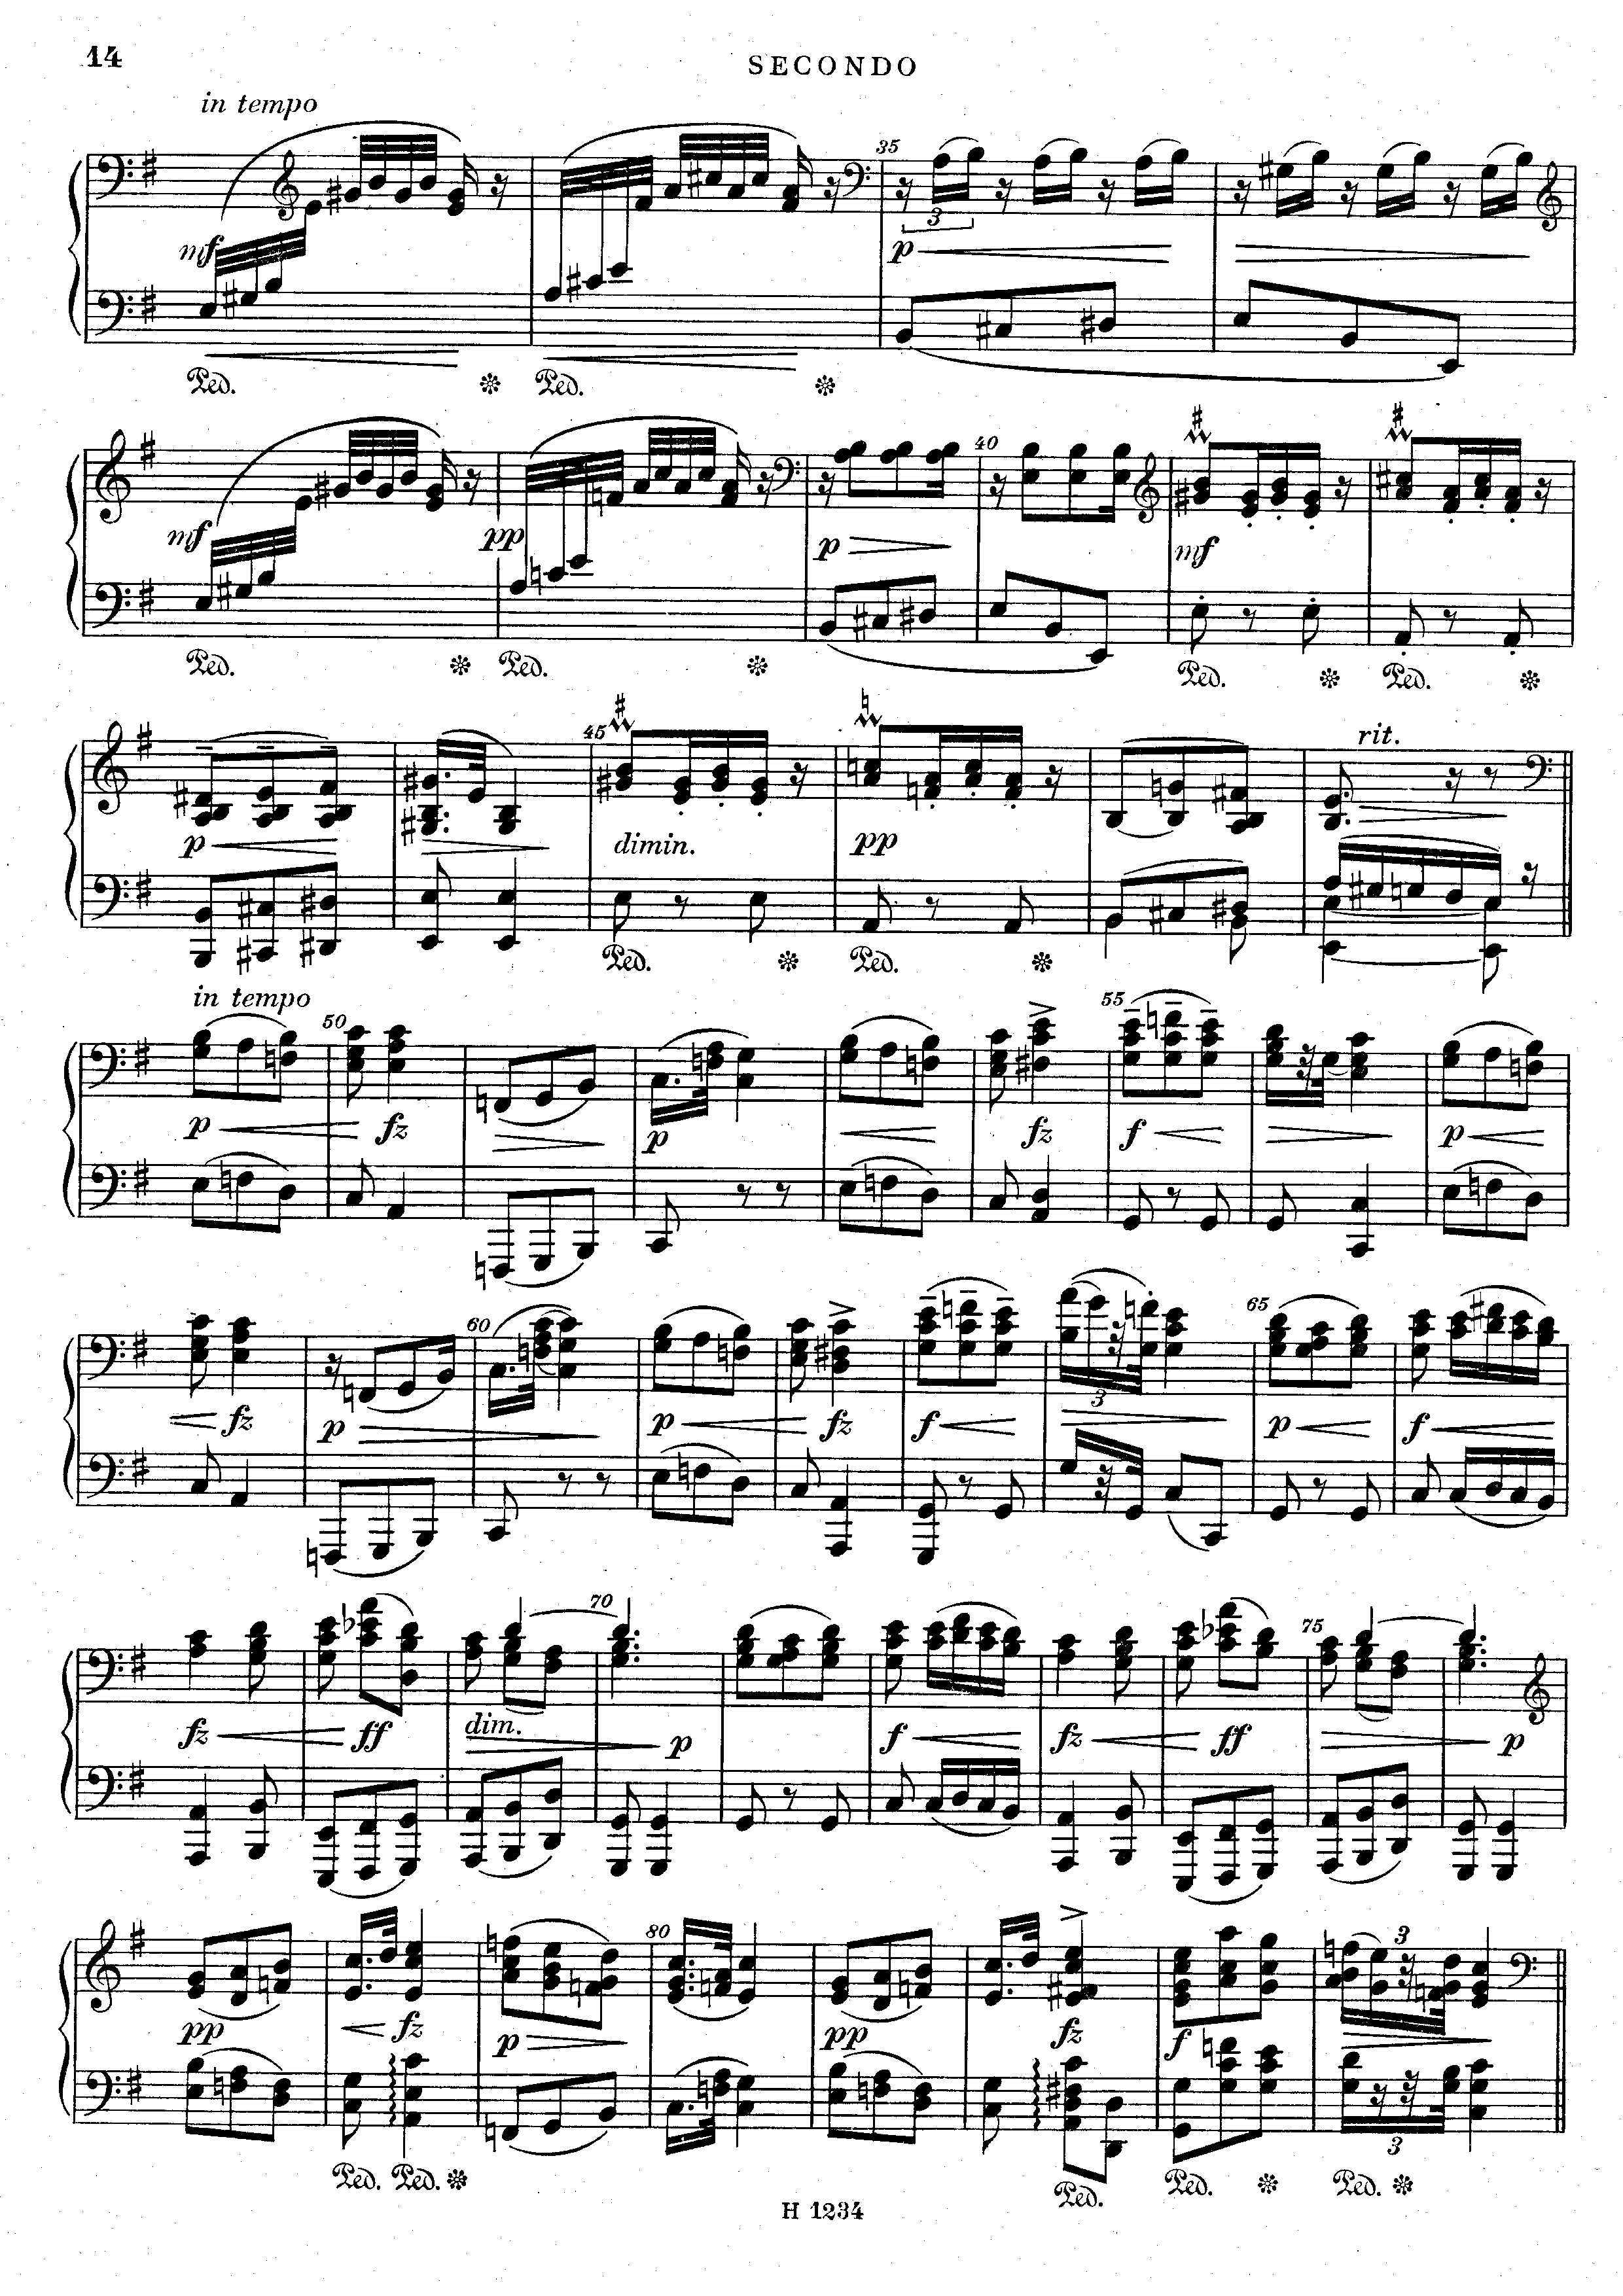 14
SECONDO
in tempo
35
mf
p
3
Ped.
Ped.
40
mf
pp
p
mf
Ped.
Ped.
Ped.
Ped.
45
rit.
p
dimin.
pp
Ped.
Ped.
in tempo
50
55
p
fz
p
fz
f
p
60
65
fz
p
p
fz
f
3
p
f
70
75
fz
ff
dim.
p
f
fz
ff
p
80
3
pp
fz
p
pp
fz
f
3
Ped.
Ped.
Ped.
Ped.
Ped.
H 1234